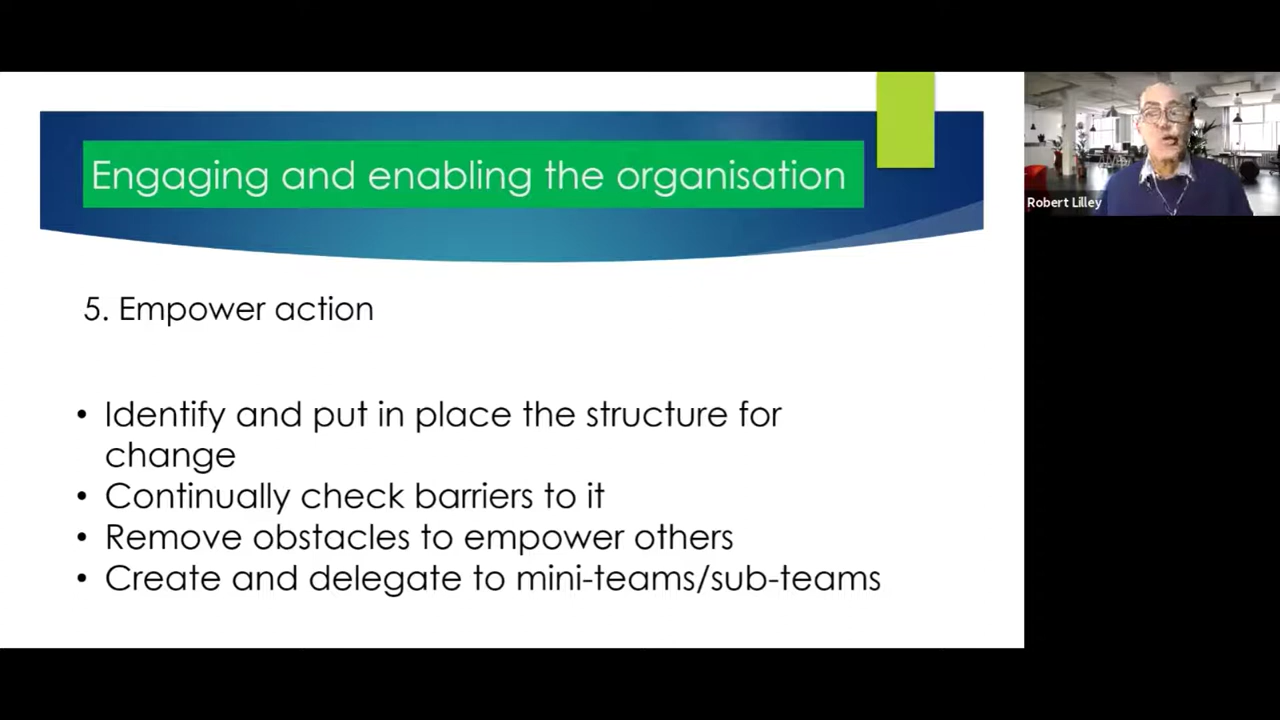 Engaging and enabling the organisation
Robert Lilley
5. Empower action
• Identify and put in place the structure for
change
• Continually check barriers to it
• Remove obstacles to empower others
• Create and delegate to mini-teams/sub-teams